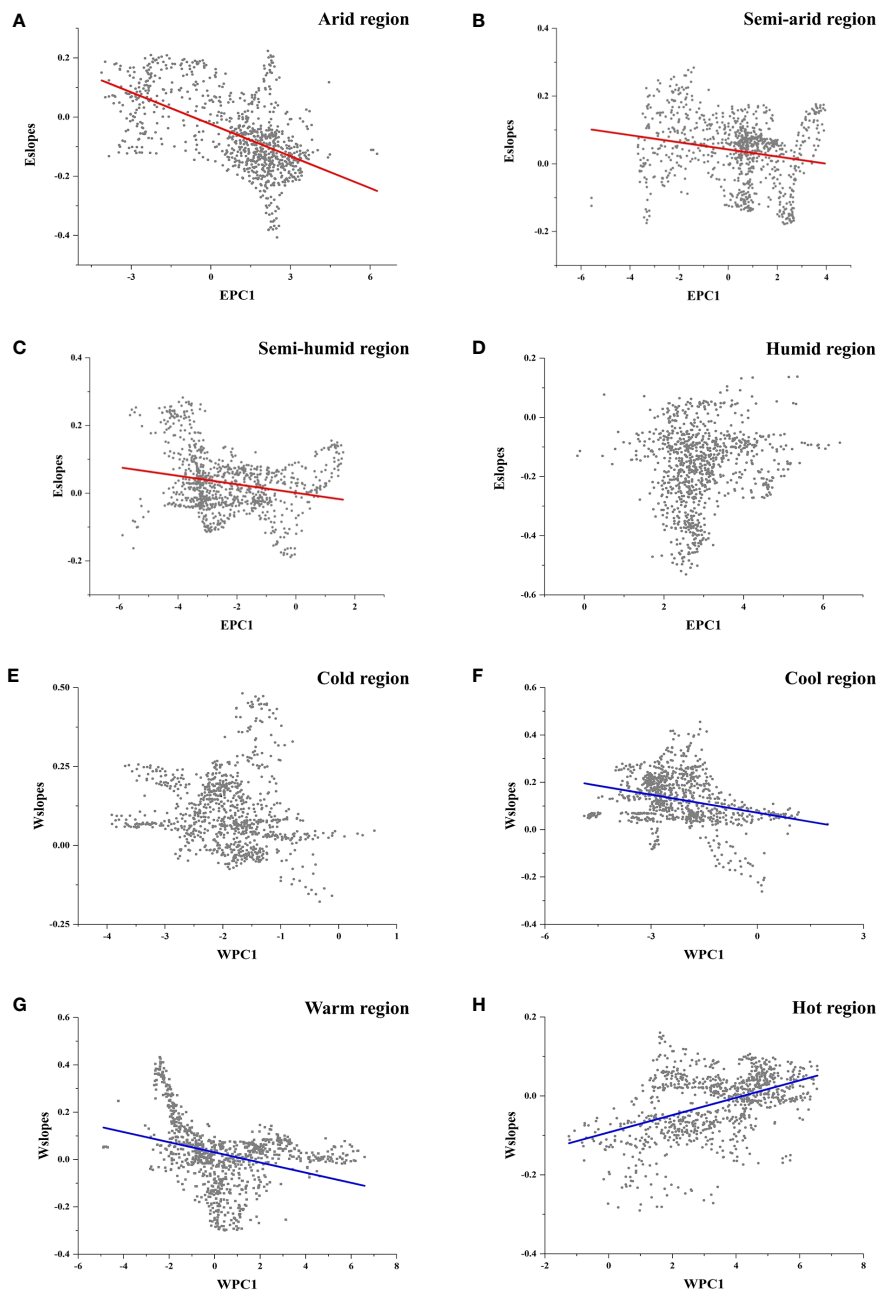 A
Arid region
Eslopes
0.2
0.0
-0.2
-0.4
-3
0
3
6
EPC1
B
Semi-arid region
Eslopes
0.4
0.2
0.0
0.2
-6
-4
-2
0
2
4
EPC1
C
Semi-humid region
Eslopes
0.4
0.2
0.0
-0.2
-6
-4
-2
0
2
EPC1
D
Humid region
Eslopes
0.2
0.0
-0.2
-0.4
-0.6
0
2
4
6
EPC1
E
Cold region
Wslopes
0.50
0.25
0.00
-0.25
-4
-3
-2
-1
0
1
WPC1
F
Cool region
Wslopes
0.6
0.4
0.2
0.0
-0.2
-0.4
-6
-3
0
3
WPC1
G
Warm region
Wslopes
0.6
0.4
0.2
0.0
-0.2
-0.4
-6
-4
-2
0
2
4
6
8
WPC1
H
Hot region
Wslopes
0.2
0.0
-0.2
-0.4
-2
0
2
4
6
8
WPC1